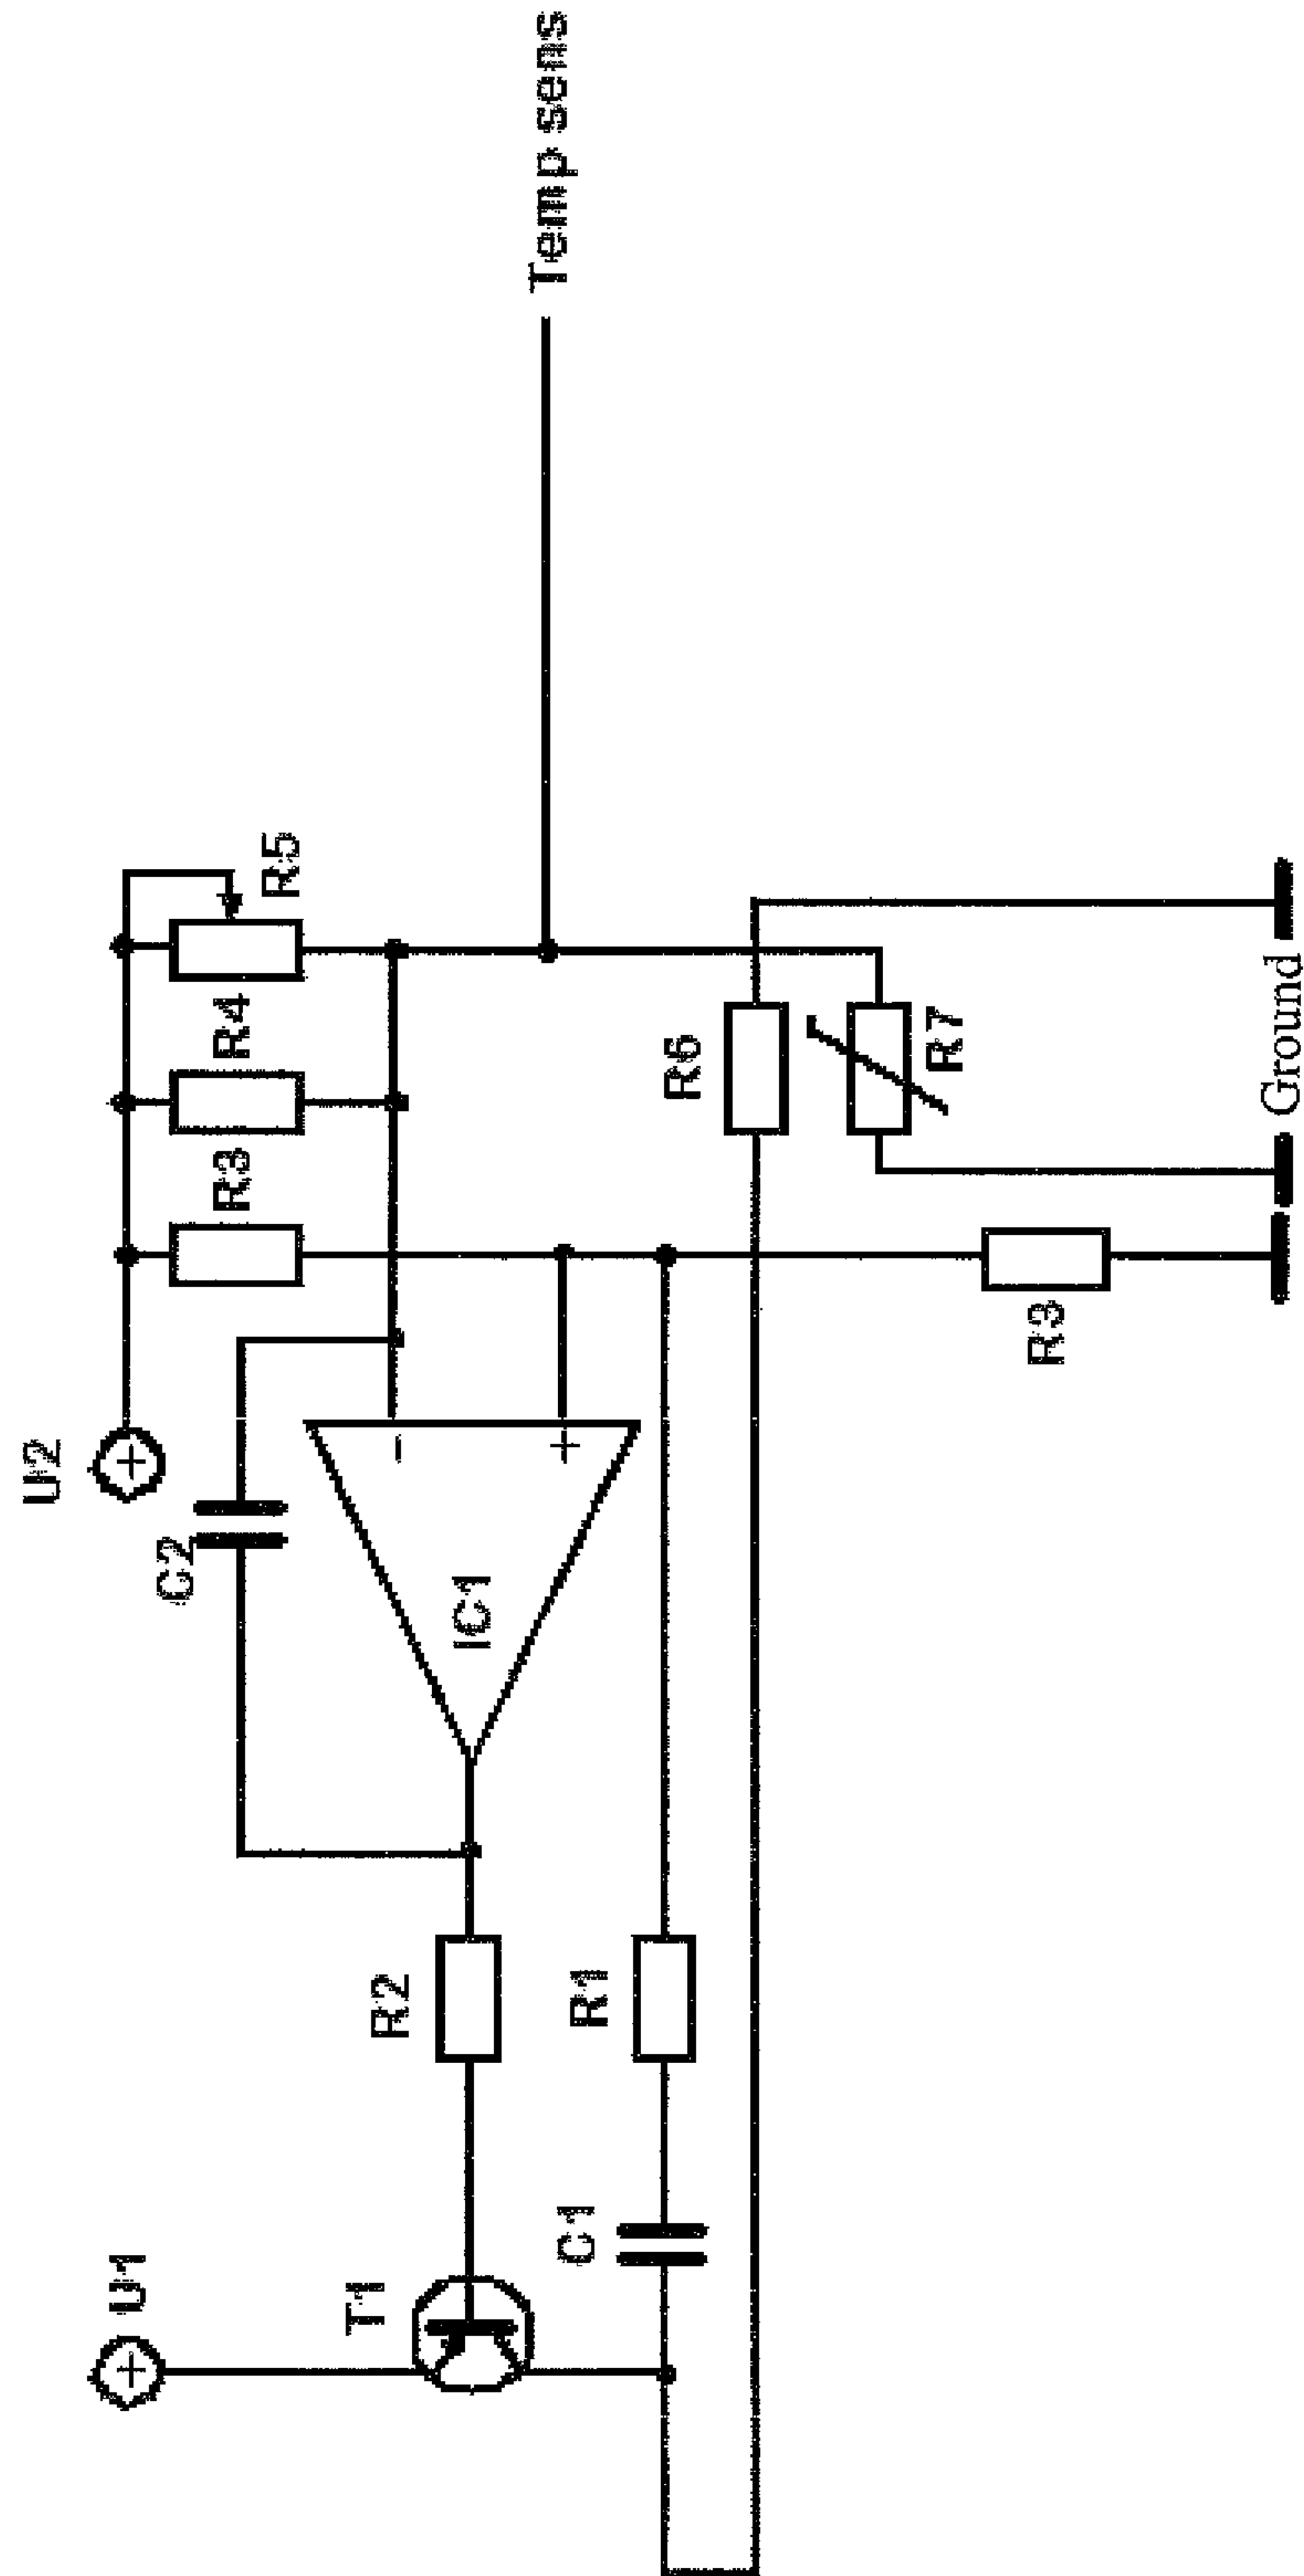 U1
U2
T1
C1
C2
R2
R1
IC1
-
+
+
+
R3
R4
R5
R3
R6
R7
Temp sens
Ground